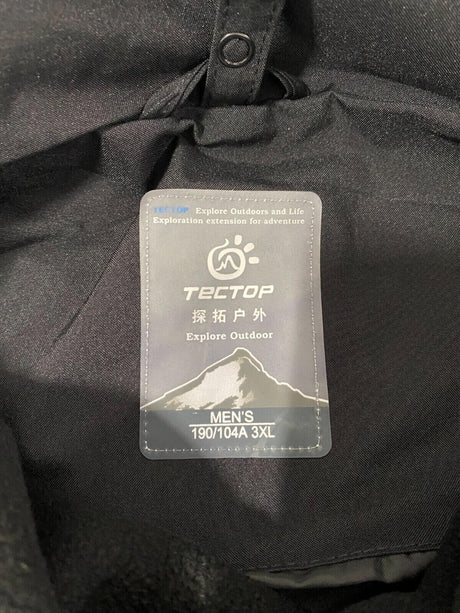 TECTOP Explore Outdoors and Life
Exploration extension for adventure
TECTOP
探拓户外
Explore Outdoor
MEN'S
190/104A 3XL